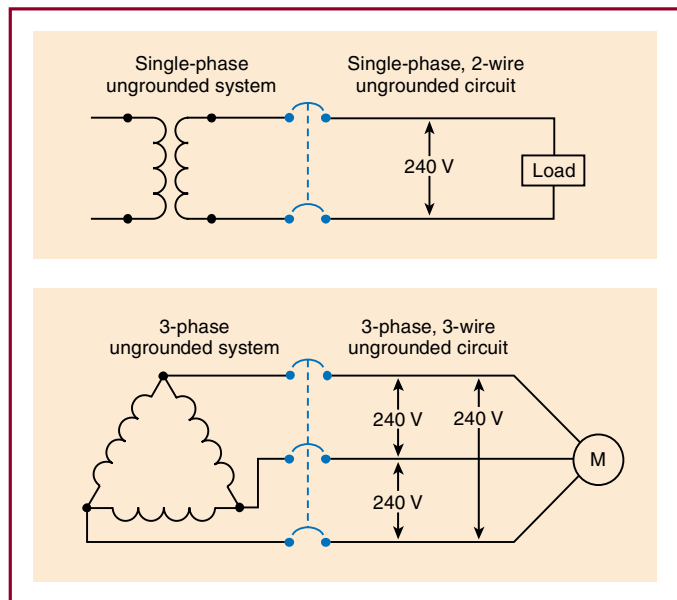 Single-phase
ungrounded system
Single-phase, 2-wire
ungrounded circuit
240 V
Load
3-phase
ungrounded system
3-phase, 3-wire
ungrounded circuit
240 V
240 V
240 V
M